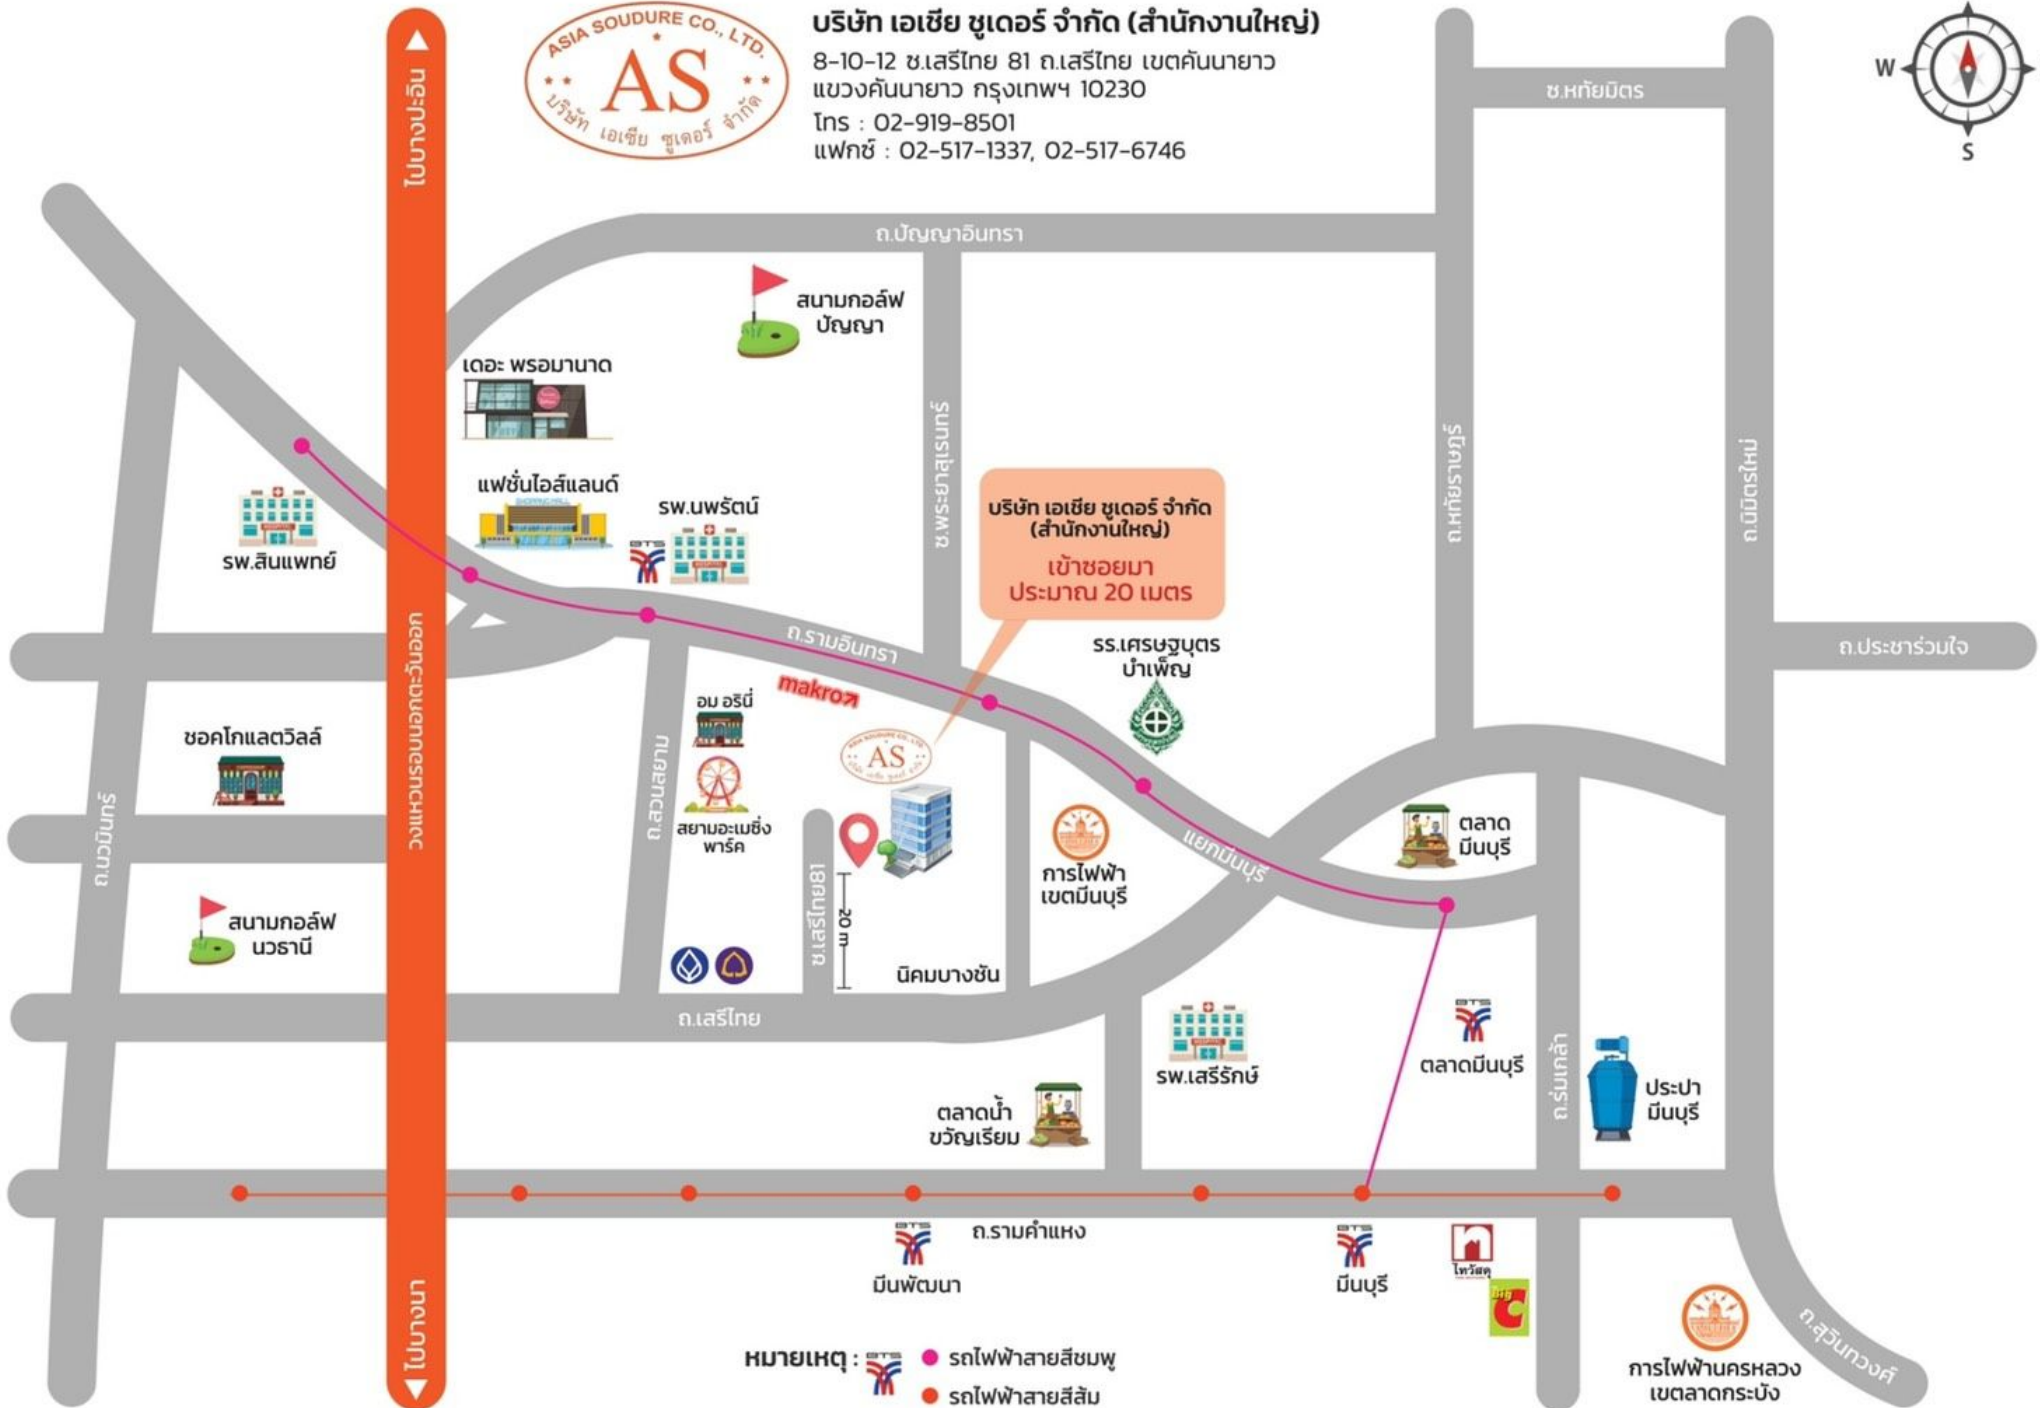 ASIA SOUDURE CO., LTD.
AS
บริษัท เอเซีย ซูเดอร์ จำกัด
บริษัท เอเชีย ซูเดอร์ จำกัด (สำนักงานใหญ่)
8-10-12 ซ.เสรีไทย 81 ถ.เสรีไทย เขตคันนายาว
แขวงคันนายาว กรุงเทพฯ 10230
โทร : 02-919-8501
แฟกซ์ : 02-517-1337, 02-517-6746
W
S
ไปบางปะอิน
ซ.หทัยมิตร
ถ.ปัญญาอินทรา
สนามกอล์ฟ
ปัญญา
เดอะ พรอมานาด
แฟชั่นไอส์แลนด์
SHOPPING MALL
รพ.นพรัตน์
BTS
HOSPITAL
HOSPITAL
รพ.สินแพทย์
ซ.พระยาสุเรนทร์
ถ.หทัยราษฎร์
ถ.นิมิตรใหม่
บริษัท เอเชีย ซูเดอร์ จำกัด
(สำนักงานใหญ่)
เข้าซอยมา
ประมาณ 20 เมตร
ถ.รามอินทรา
makro
รร.เศรษฐบุตร
บำเพ็ญ
ถ.ประชาร่วมใจ
ทางยกระดับ
อม อรินี่
ASIA SOUDURE CO., LTD.
AS
ช็อคโกแลตวิลล์
ถ.สวนสยาม
สยามอะเมซิ่ง
พาร์ค
ถ.นวมินทร์
ซ.เสรีไทย81
20 m
การไฟฟ้า
เขตมีนบุรี
แยกมีนบุรี
ตลาด
มีนบุรี
สนามกอล์ฟ
นวธานี
นิคมบางชัน
ถ.เสรีไทย
HOSPITAL
รพ.เสรีรักษ์
BTS
ตลาดมีนบุรี
ถ.ร่มเกล้า
ประปา
มีนบุรี
ตลาดน้ำ
ขวัญเรียม
ถ.รามคำแหง
BTS
มีนพัฒนา
BTS
มีนบุรี
ไทวัสดุ
Big C
ไปบางนา
ถ.สุวินทวงศ์
การไฟฟ้านครหลวง
เขตลาดกระบัง
หมายเหตุ : BTS
รถไฟฟ้าสายสีชมพู
รถไฟฟ้าสายสีส้ม